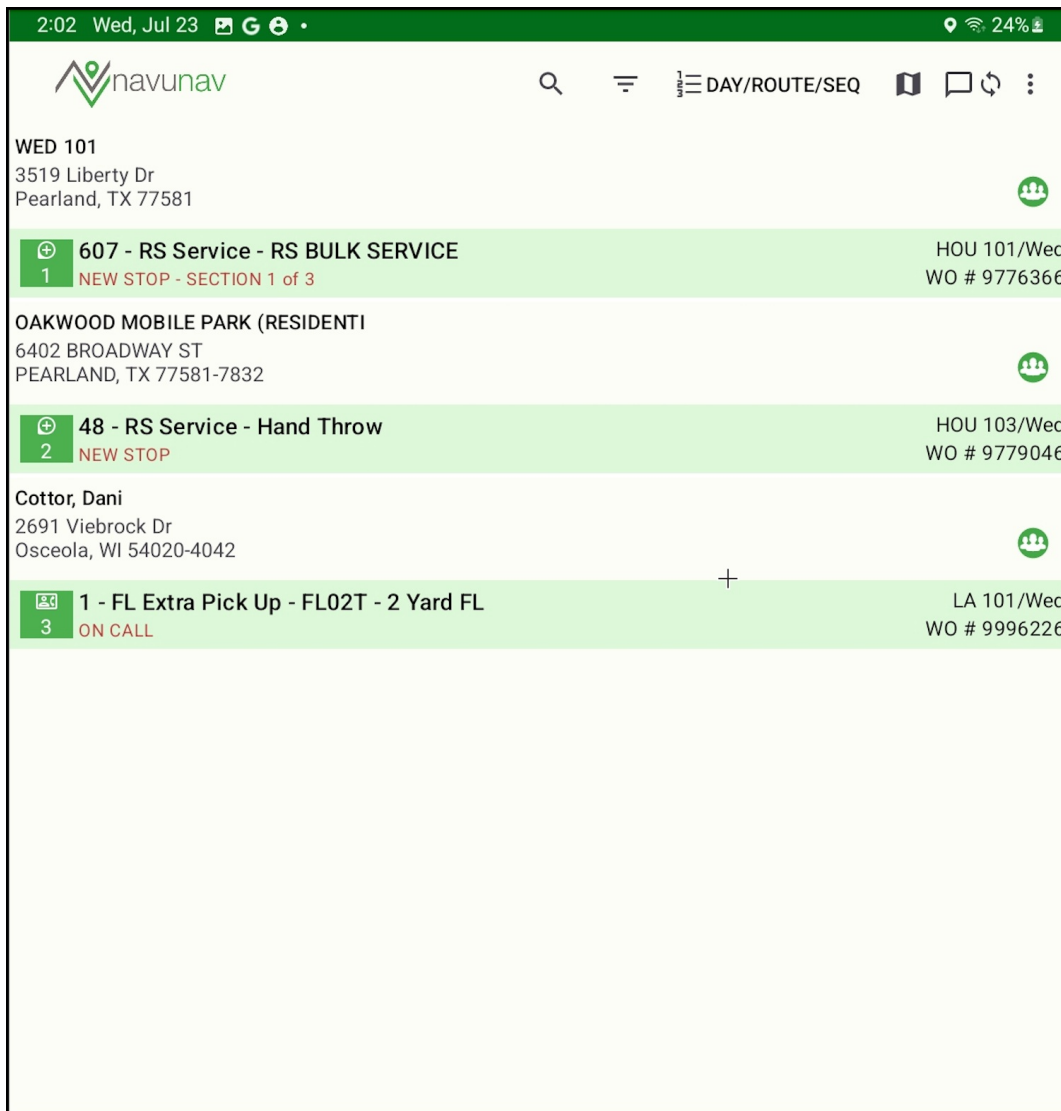 2:02 Wed, Jul 23 G 24%
navunav
DAY/ROUTE/SEQ
WED 101
3519 Liberty Dr
Pearland, TX 77581
607 - RS Service - RS BULK SERVICE
HOU 101/Wed
1
NEW STOP - SECTION 1 of 3
WO # 9776366
OAKWOOD MOBILE PARK (RESIDENTI
6402 BROADWAY ST
PEARLAND, TX 77581-7832
48 - RS Service - Hand Throw
HOU 103/Wed
2
NEW STOP
WO # 9779046
Cottor, Dani
2691 Viebrock Dr
Osceola, WI 54020-4042
1 - FL Extra Pick Up - FL02T - 2 Yard FL
LA 101/Wed
3
ON CALL
WO # 9996226